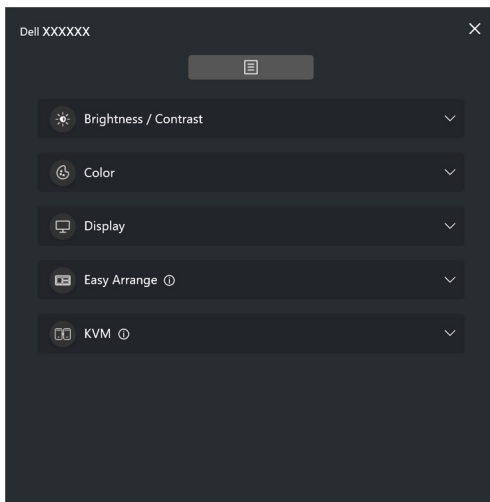 Dell XXXXXX
Brightness / Contrast
Color
Display
Easy Arrange
KVM